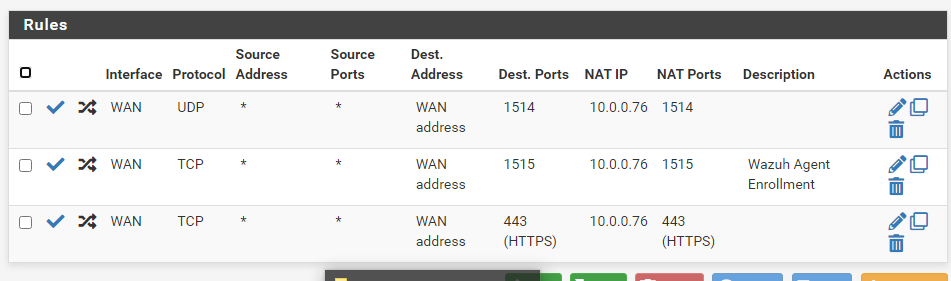 Rules
Interface Protocol Source Address Source Ports Dest. Address Dest. Ports NAT IP NAT Ports Description Actions
WAN UDP * * WAN address 1514 10.0.0.76 1514
WAN TCP * * WAN address 1515 10.0.0.76 1515 Wazuh Agent Enrollment
WAN TCP * * WAN address 443 (HTTPS) 10.0.0.76 443 (HTTPS)